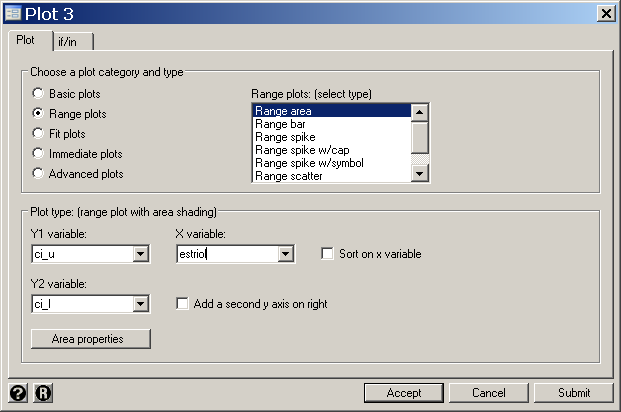 Plot 3
Plot if/in
Choose a plot category and type
Basic plots
Range plots
Fit plots
Immediate plots
Advanced plots
Range plots: (select type)
Range area
Range bar
Range spike
Range spike w/cap
Range spike w/symbol
Range scatter
Plot type: (range plot with area shading)
Y1 variable:
ci_u
X variable:
estriol
Sort on x variable
Y2 variable:
ci_l
Add a second y axis on right
Area properties
? R Accept Cancel Submit